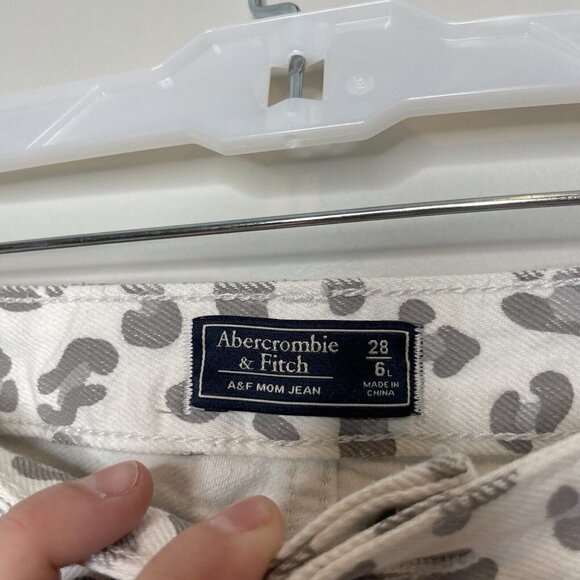 Abercrombie
& Fitch
A&F MOM JEAN
28
6L
MADE IN
CHINA